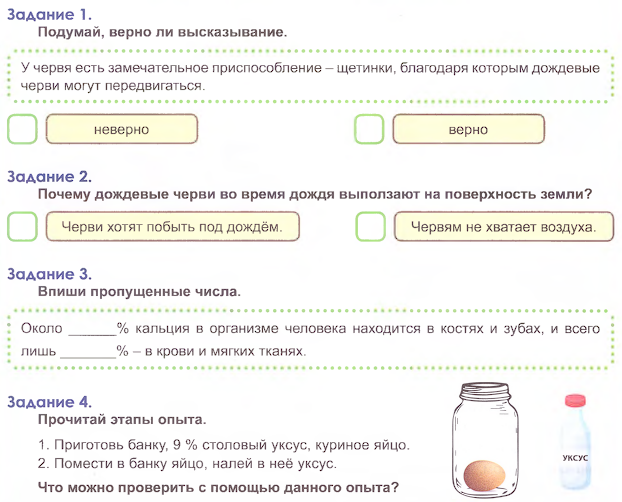 Задание 1.
Подумай, верно ли высказывание.
У червя есть замечательное приспособление – щетинки, благодаря которым дождевые
черви могут передвигаться.
неверно
верно
Задание 2.
Почему дождевые черви во время дождя выползают на поверхность земли?
Черви хотят побыть под дождём.
Червям не хватает воздуха.
Задание 3.
Впиши пропущенные числа.
Около _______% кальция в организме человека находится в костях и зубах, и всего
лишь ________% – в крови и мягких тканях.
Задание 4.
Прочитай этапы опыта.
1. Приготовь банку, 9 % столовый уксус, куриное яйцо.
2. Помести в банку яйцо, налей в неё уксус.
Что можно проверить с помощью данного опыта?
УКСУС